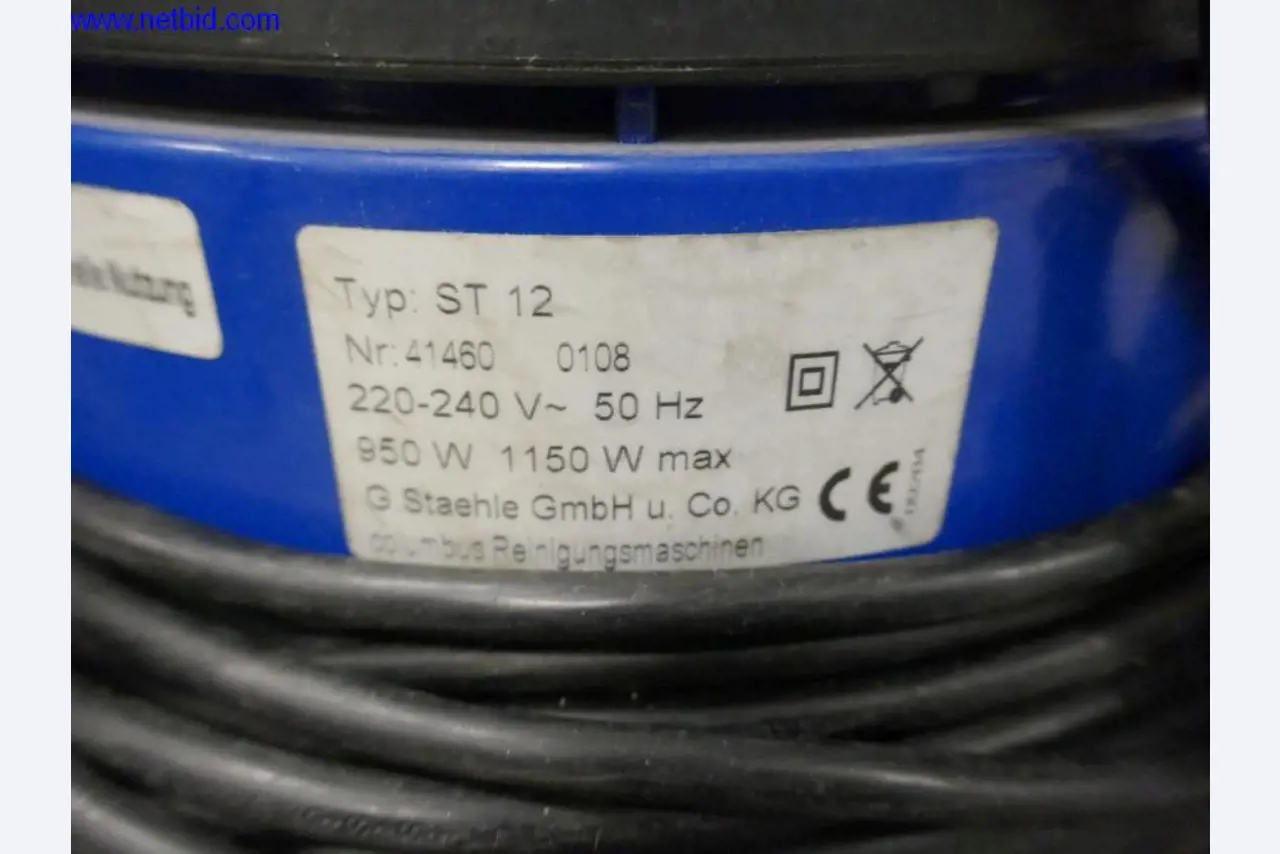 www.netbid.com
Nutzung
Typ: ST 12
Nr: 41460 0108
220-240 V~ 50 Hz
950 W 1150 W max
G Staehle GmbH u. Co. KG CE
columbus Reinigungsmaschinen